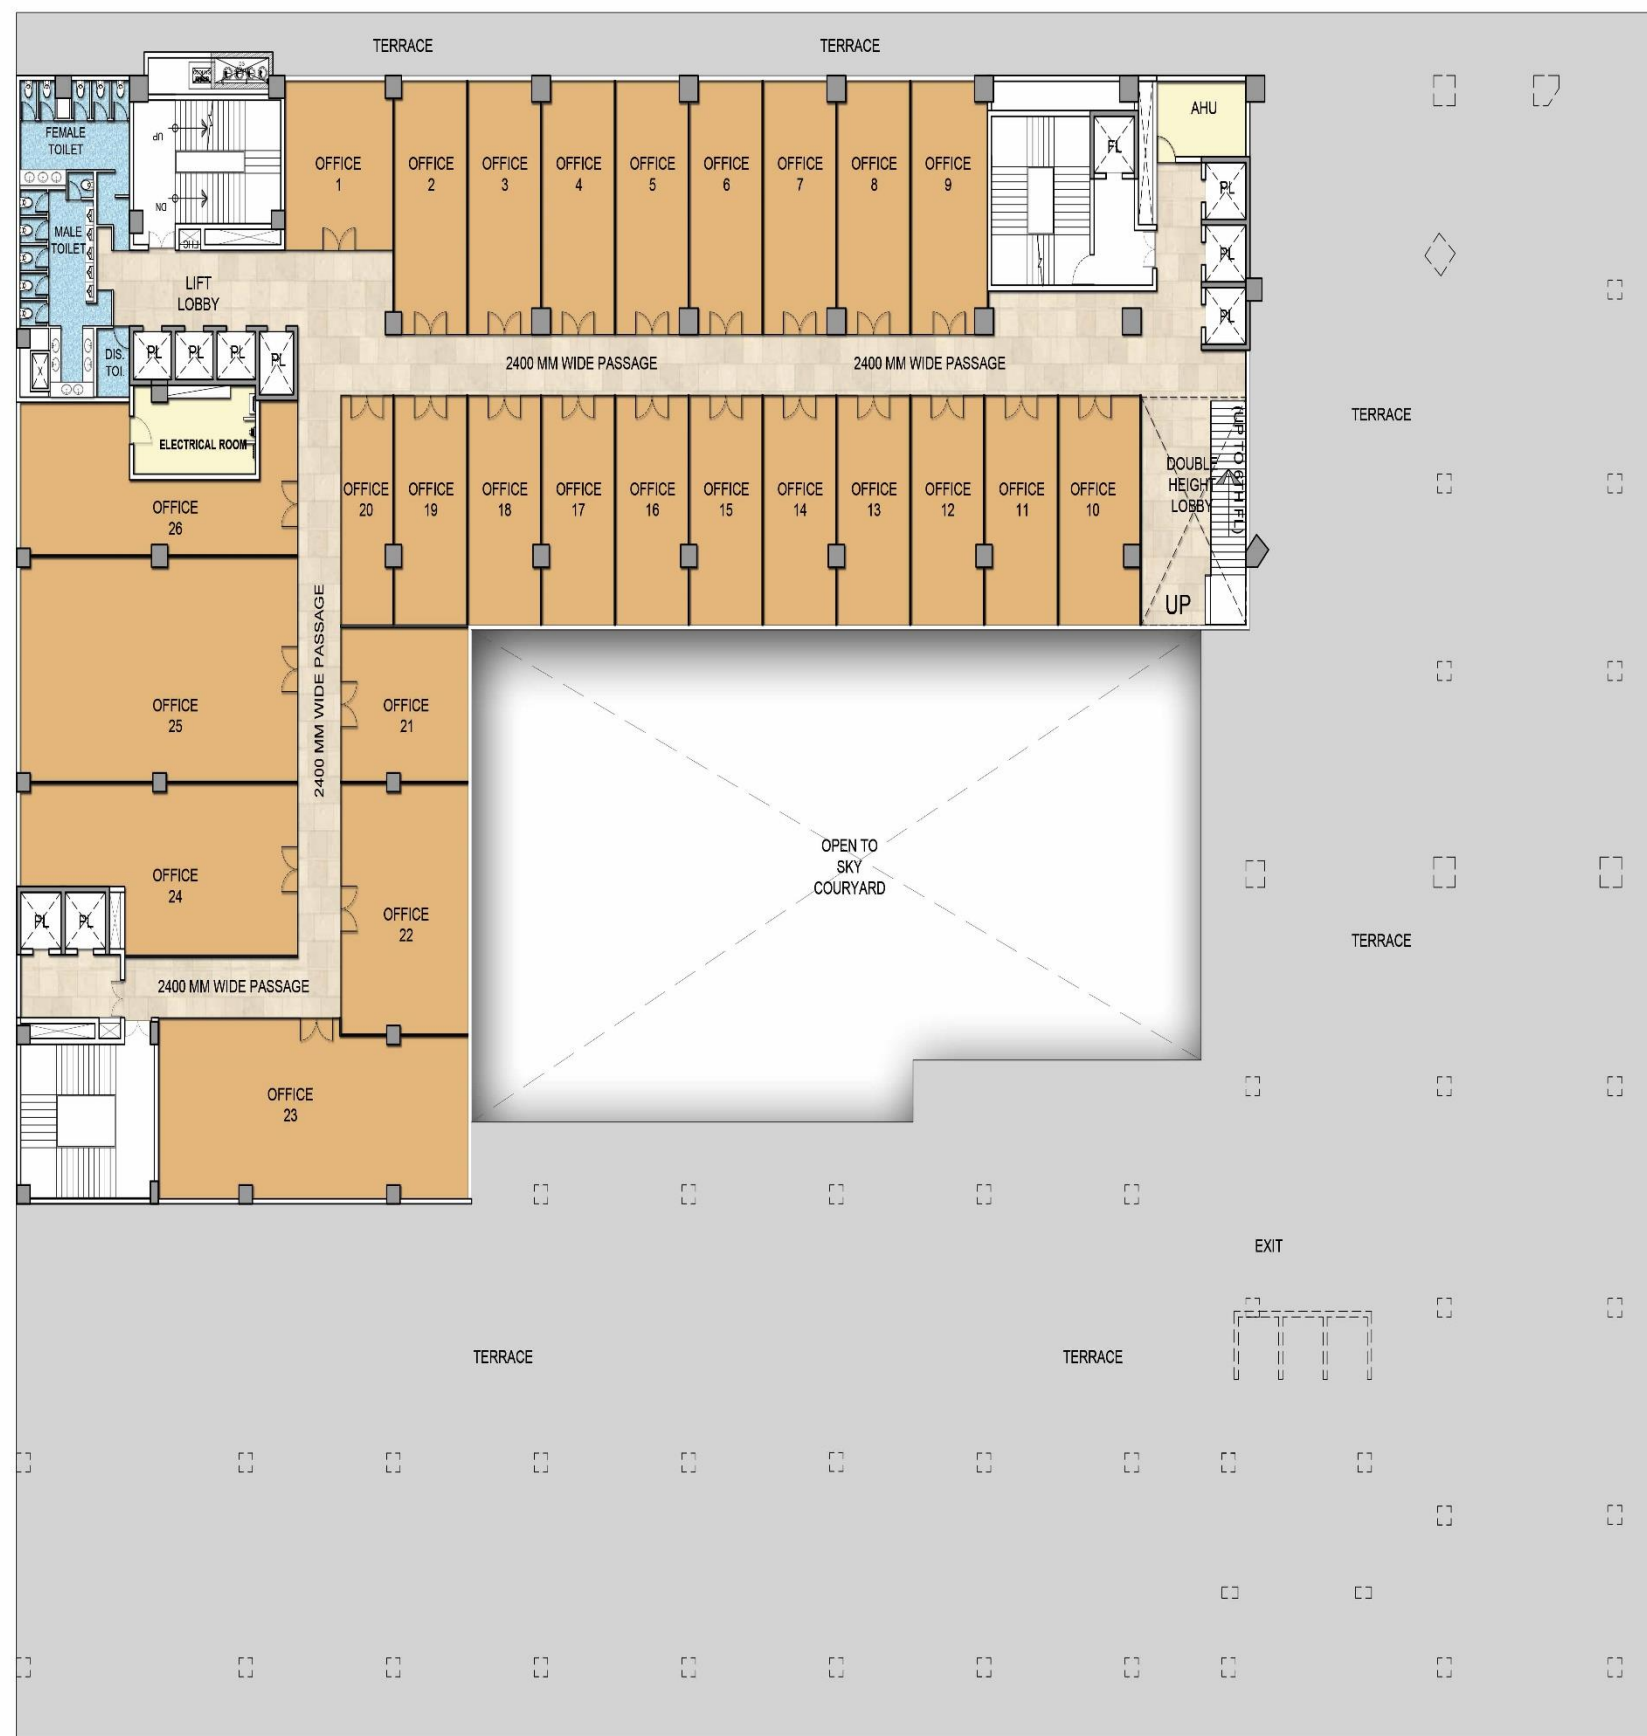 TERRACE
TERRACE
AHU
FEMALE
TOILET
UP
DN
FHC
OFFICE
1
OFFICE
2
OFFICE
3
OFFICE
4
OFFICE
5
OFFICE
6
OFFICE
7
OFFICE
8
OFFICE
9
FL
PL
PL
PL
MALE
TOILET
LIFT
LOBBY
DIS.
TOI.
PL
PL
PL
PL
X
2400 MM WIDE PASSAGE
2400 MM WIDE PASSAGE
TERRACE
ELECTRICAL ROOM
OFFICE
26
OFFICE
20
OFFICE
19
OFFICE
18
OFFICE
17
OFFICE
16
OFFICE
15
OFFICE
14
OFFICE
13
OFFICE
12
OFFICE
11
OFFICE
10
DOUBLE
HEIGHT
LOBBY
(UP TO 6TH FL)
UP
2400 MM WIDE PASSAGE
OFFICE
25
OFFICE
21
OFFICE
24
OFFICE
22
PL
PL
OPEN TO
SKY
COURYARD
TERRACE
2400 MM WIDE PASSAGE
OFFICE
23
EXIT
TERRACE
TERRACE